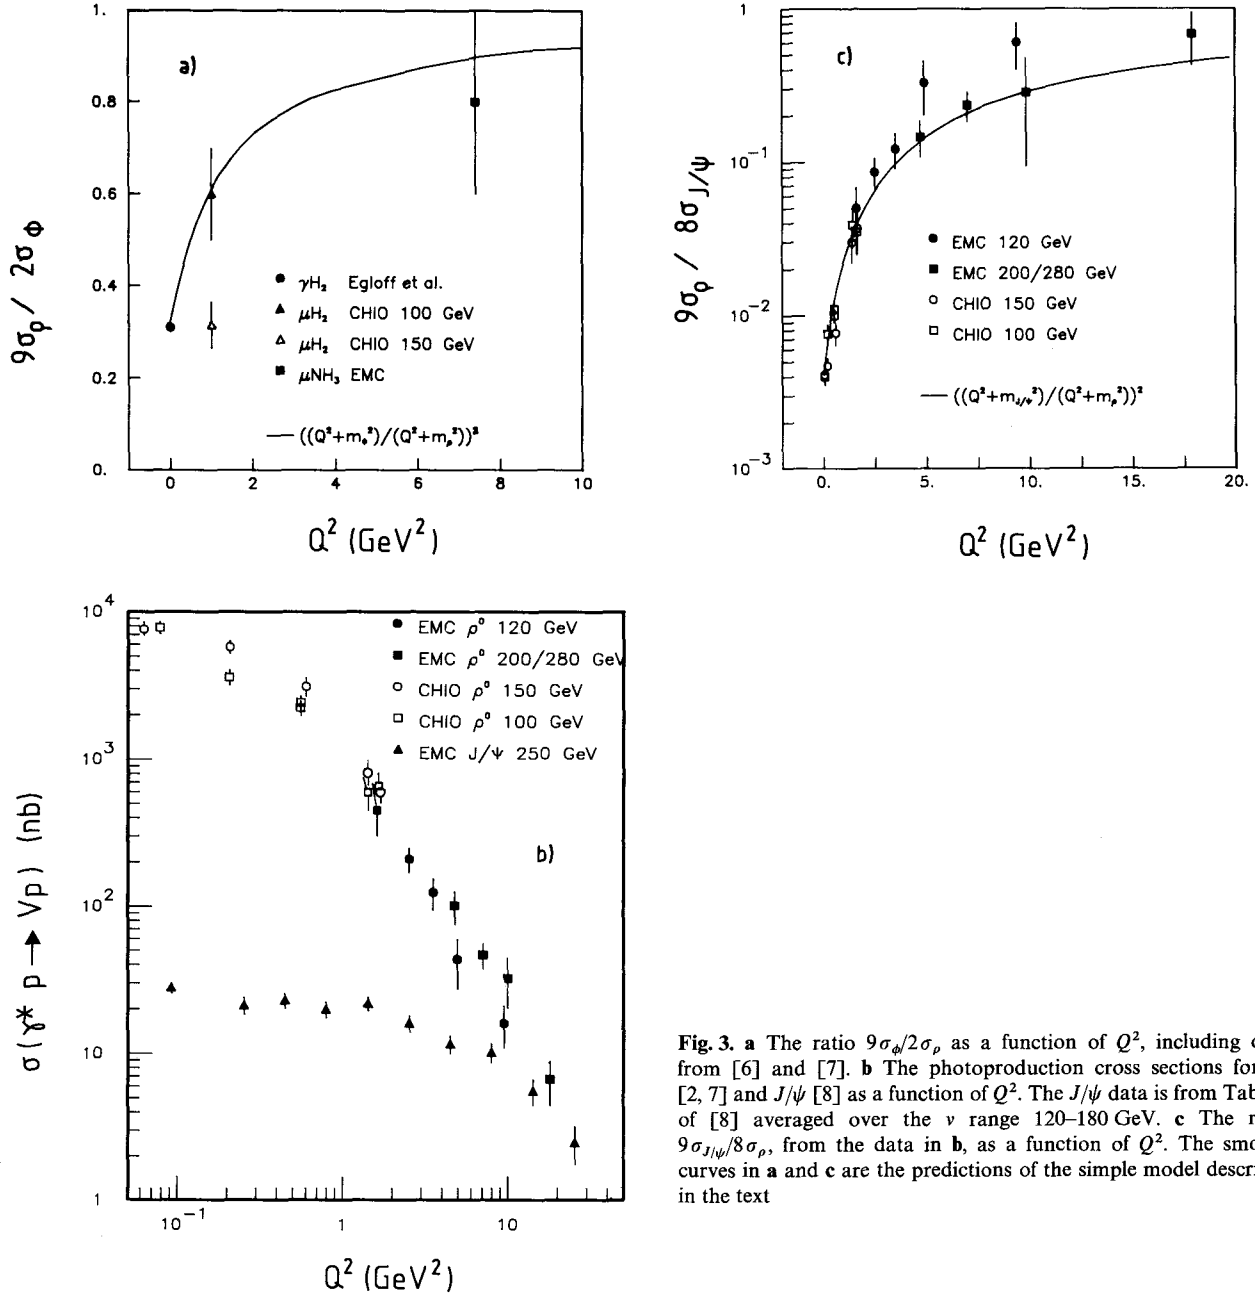 1.
0.8
0.6
0.4
0.2
0.
0 2 4 6 8 10
a)
9σρ / 2σϕ
Q² (GeV²)
γH₂ Egloff et al.
μH₂ CHIO 100 GeV
μH₂ CHIO 150 GeV
μNH₃ EMC
((Q²+mϕ²)/(Q²+mρ²))²
1
10⁻¹
10⁻²
10⁻³
0. 5. 10. 15. 20.
c)
9σρ / 8σJ/ψ
Q² (GeV²)
EMC 120 GeV
EMC 200/280 GeV
CHIO 150 GeV
CHIO 100 GeV
((Q²+mJ/ψ²)/(Q²+mρ²))²
10⁴
10³
10²
10
1
10⁻¹ 1 10
b)
σ(γ* p → Vp) (nb)
Q² (GeV²)
EMC ρ⁰ 120 GeV
EMC ρ⁰ 200/280 GeV
CHIO ρ⁰ 150 GeV
CHIO ρ⁰ 100 GeV
EMC J/Ψ 250 GeV
Fig. 3. a The ratio 9σϕ/2σρ as a function of Q², including
from [6] and [7]. b The photoproduction cross sections for
[2, 7] and J/ψ [8] as a function of Q². The J/ψ data is from Tab
of [8] averaged over the ν range 120–180 GeV. c The
9σJ/ψ/8σρ, from the data in b, as a function of Q². The smo
curves in a and c are the predictions of the simple model descri
in the text